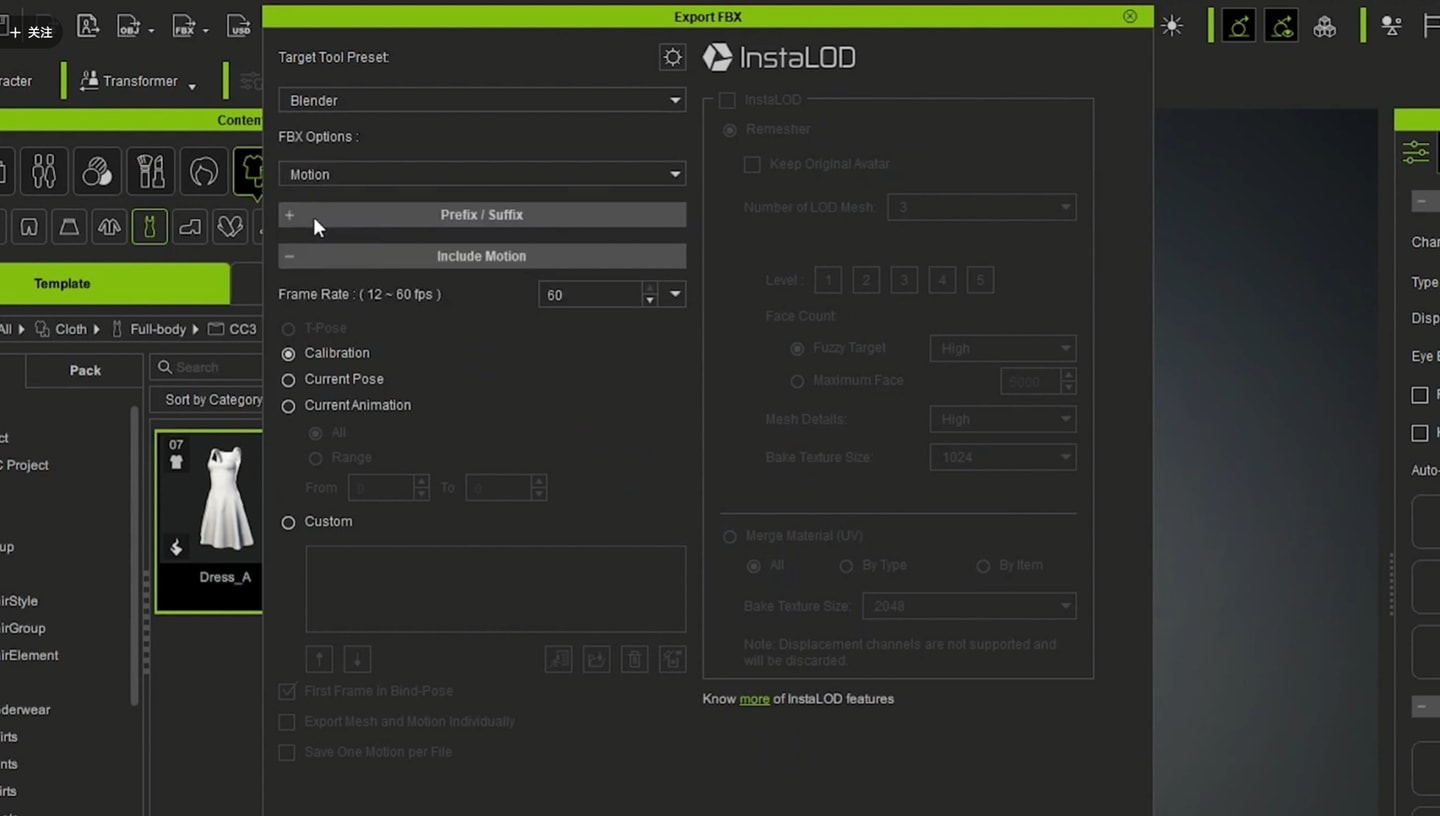 Export FBX
+ 关注
OBJ
FBX
USD
Target Tool Preset:
InstaLOD
racter
Transformer
Blender
InstaLOD
Conten
FBX Options :
Remesher
Keep Original Avatar
Motion
Number of LOD Mesh: 3
+ Prefix / Suffix
Char
− Include Motion
Template
Level : 1 2 3 4 5
Type
Frame Rate : ( 12 ~ 60 fps ) 60
Face Count:
Disp
All Cloth Full-body CC3
T-Pose
Fuzzy Target High
Eye E
Calibration
Pack
Search
Current Pose
Maximum Face 5000
Sort by Category
Current Animation
Mesh Details: High
ct
07
All
C Project
Range
Bake Texture Size: 1024
Auto-
From 0 To 0
Custom
Merge Material (UV)
up
All By Type By Item
Dress_A
irStyle
Bake Texture Size: 2048
irGroup
Note: Displacement channels are not supported and
irElement
will be discarded.
First Frame in Bind-Pose
Know more of InstaLOD features
derwear
Export Mesh and Motion Individually
irts
Save One Motion per File
nts
irts